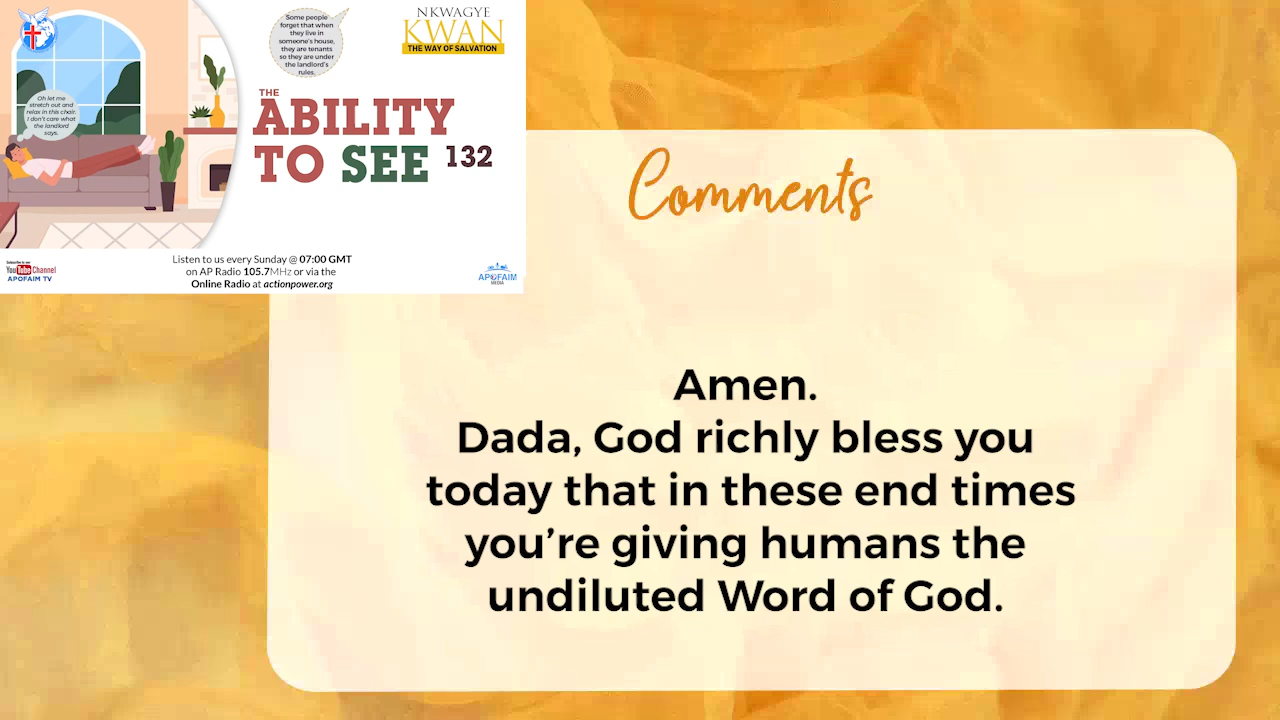 Some people
forget that when
they live in
someone's house,
they are tenants
so they are under
the landlord's
rules.
NKWAGYE
KWAN
THE WAY OF SALVATION
Oh let me
stretch out and
relax in this chair.
I don't care what
the landlord
says.
THE
ABILITY
TO SEE 132
Listen to us every Sunday @ 07:00 GMT
on AP Radio 105.7MHz or via the
Online Radio at actionpower.org
Subscribe to our
YouTube Channel
APOFAIM TV
APOFAIM
MEDIA
Comments
Amen.
Dada, God richly bless you
today that in these end times
you're giving humans the
undiluted Word of God.